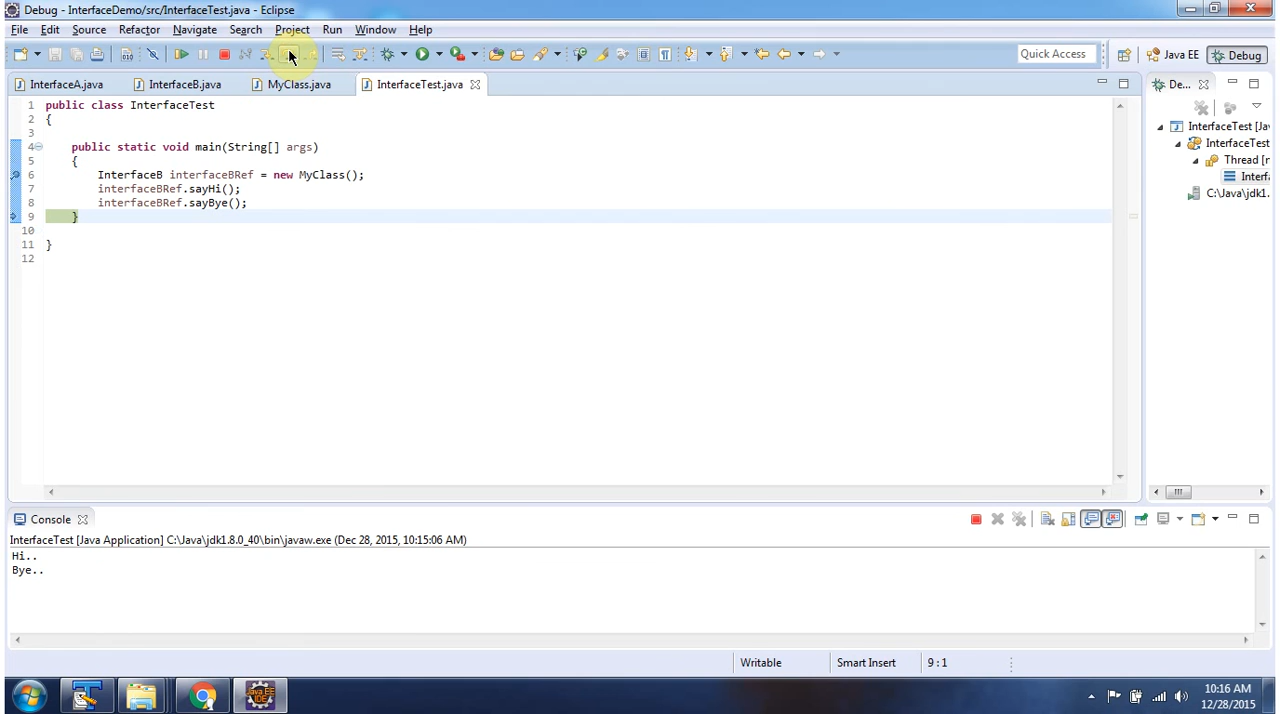 Debug - InterfaceDemo/src/InterfaceTest.java - Eclipse
File Edit Source Refactor Navigate Search Project Run Window Help
Quick Access Java EE Debug
InterfaceA.java InterfaceB.java MyClass.java InterfaceTest.java De...
1 public class InterfaceTest
2 {
3
4 public static void main(String[] args)
5 {
6 InterfaceB interfaceBRef = new MyClass();
7 interfaceBRef.sayHi();
8 interfaceBRef.sayBye();
9 }
10
11 }
12
InterfaceTest [Ja
InterfaceTest
Thread [
Interfa
C:\Java\jdk1.
Console
InterfaceTest [Java Application] C:\Java\jdk1.8.0_40\bin\javaw.exe (Dec 28, 2015, 10:15:06 AM)
Hi..
Bye..
Writable Smart Insert 9 : 1
Java EE
IDE
10:16 AM
12/28/2015